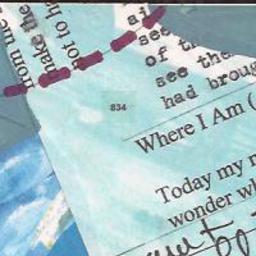 rom the
make the
not to h
ai
see
of t
see the
had broug
834
Where I Am (
Today my m
wonder wh